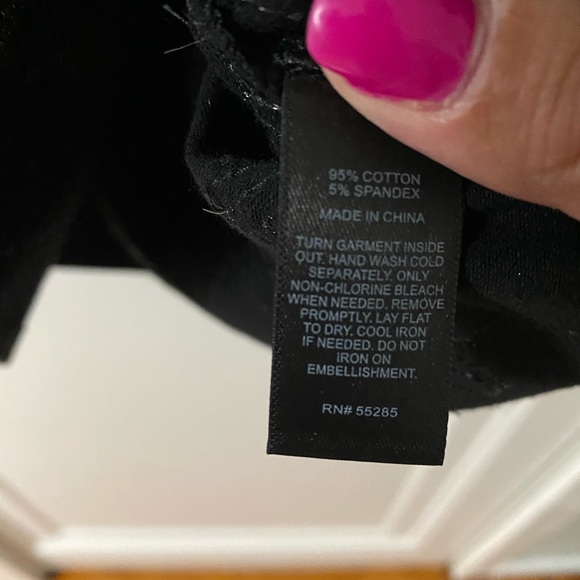 95% COTTON
5% SPANDEX
MADE IN CHINA
TURN GARMENT INSIDE
OUT. HAND WASH COLD
SEPARATELY. ONLY
NON-CHLORINE BLEACH
WHEN NEEDED. REMOVE
PROMPTLY. LAY FLAT
TO DRY. COOL IRON
IF NEEDED. DO NOT
IRON ON
EMBELLISHMENT.
RN# 55285